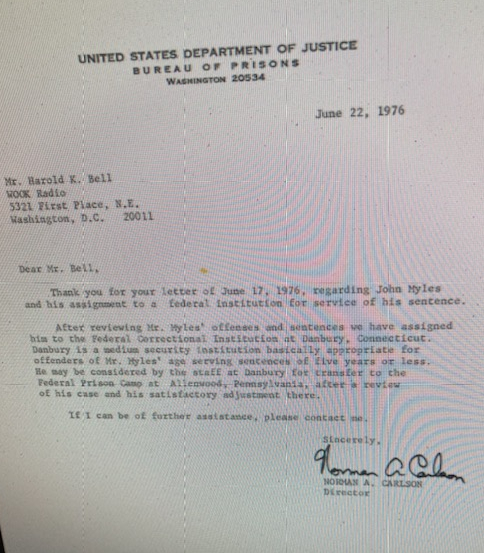 UNITED STATES DEPARTMENT OF JUSTICE
BUREAU OF PRISONS
WASHINGTON 20534
June 22, 1976
Mr. Harold K. Bell
WOOK Radio
5321 First Place, N.E.
Washington, D.C. 20011
Dear Mr. Bell,
Thank you for your letter of June 17, 1976, regarding John Myles
and his assignment to a federal institution for service of his sentence.
After reviewing Mr. Myles' offenses and sentences we have assigned
him to the Federal Correctional Institution at Danbury, Connecticut.
Danbury is a medium security institution basically appropriate for
offenders of Mr. Myles' age serving sentences of five years or less.
He may be considered by the staff at Danbury for transfer to the
Federal Prison Camp at Allenwood, Pennsylvania, after a review
of his case and his satisfactory adjustment there.
If I can be of further assistance, please contact me.
Sincerely,
Norman A Carlson
NORMAN A. CARLSON
Director